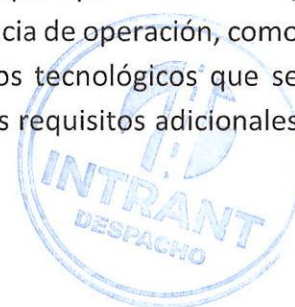 cia de operación, como
os tecnológicos que se
s requisitos adicionales
INTRANT
DESPACHO